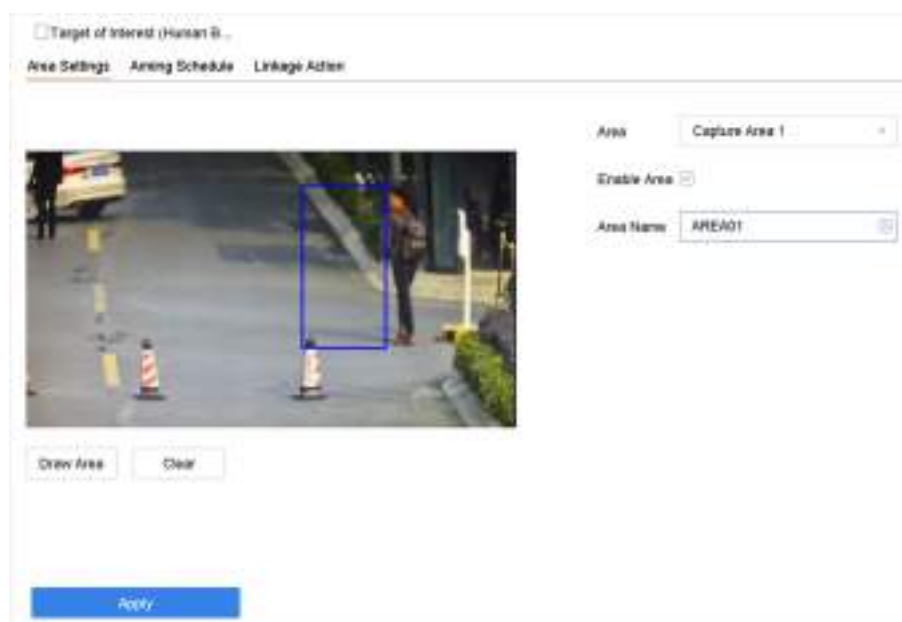 Target of Interest (Human B...
Area Settings Arming Schedule Linkage Action
Area Capture Area 1
Enable Area
Area Name AREA01
Draw Area Clear
Apply